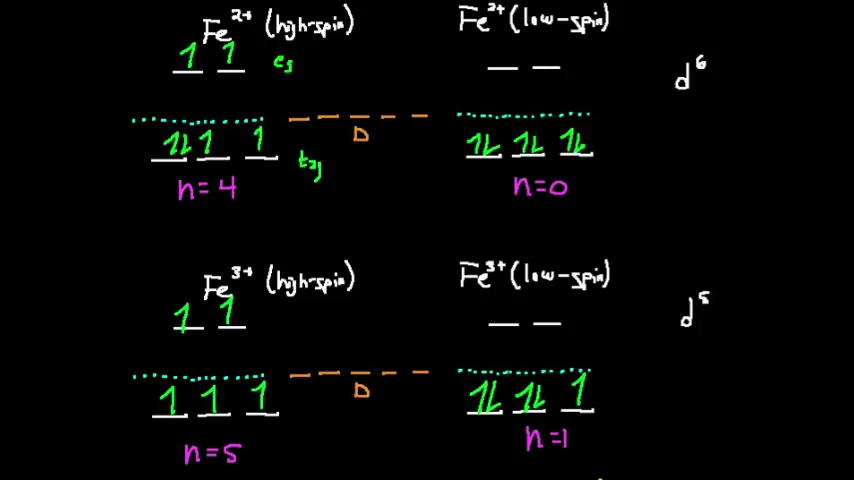 Fe²⁺ (high-spin)
Fe²⁺ (low-spin)
eg
d⁶
D
t2g
n=4
n=0
Fe³⁺ (high-spin)
Fe³⁺ (low-spin)
d⁵
D
n=5
n=1